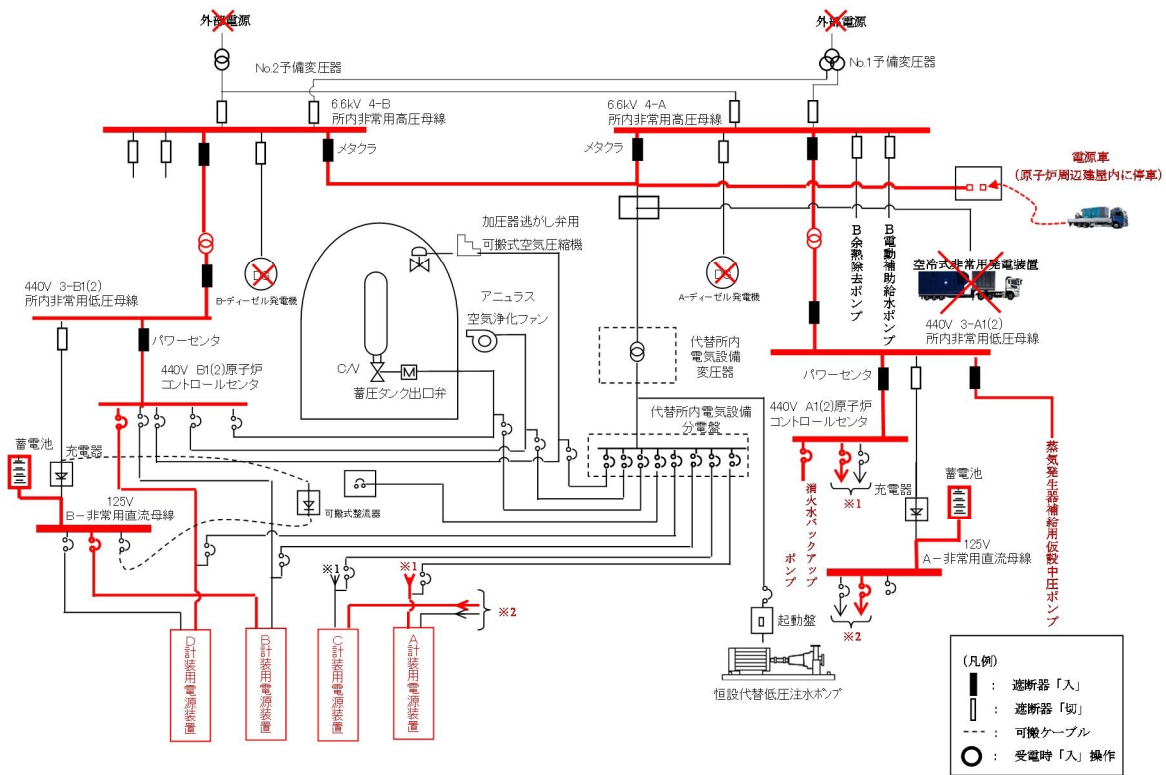 外部電源
外部電源
No.2予備変圧器
No.1予備変圧器
6.6kV 4-B
所内非常用高圧母線
6.6kV 4-A
所内非常用高圧母線
メタクラ
メタクラ
電源車
(原子炉周辺建屋内に停車)
加圧器逃がし弁用
可搬式空気圧縮機
B余熱除去ポンプ
B電動補助給水ポンプ
空冷式非常用発電装置
DG
B-ディーゼル発電機
DG
A-ディーゼル発電機
440V 3-B1(2)
所内非常用低圧母線
アニュラス
空気浄化ファン
440V 3-A1(2)
所内非常用低圧母線
パワーセンタ
代替所内
電気設備
変圧器
パワーセンタ
440V B1(2)原子炉
コントロールセンタ
C/V
M
蓄圧タンク出口弁
440V A1(2)原子炉
コントロールセンタ
代替所内電気設備
分電盤
蓄電池
充電器
125V
B-非常用直流母線
可搬式整流器
消火水バックアップ
ポンプ
※1
充電器
蓄電池
125V
A-非常用直流母線
蒸気発生器補給用仮設中圧ポンプ
※1
※1
※2
※2
D計装用電源装置
B計装用電源装置
C計装用電源装置
A計装用電源装置
起動盤
恒設代替低圧注水ポンプ
(凡例)
: 遮断器「入」
: 遮断器「切」
: 可搬ケーブル
: 受電時「入」操作